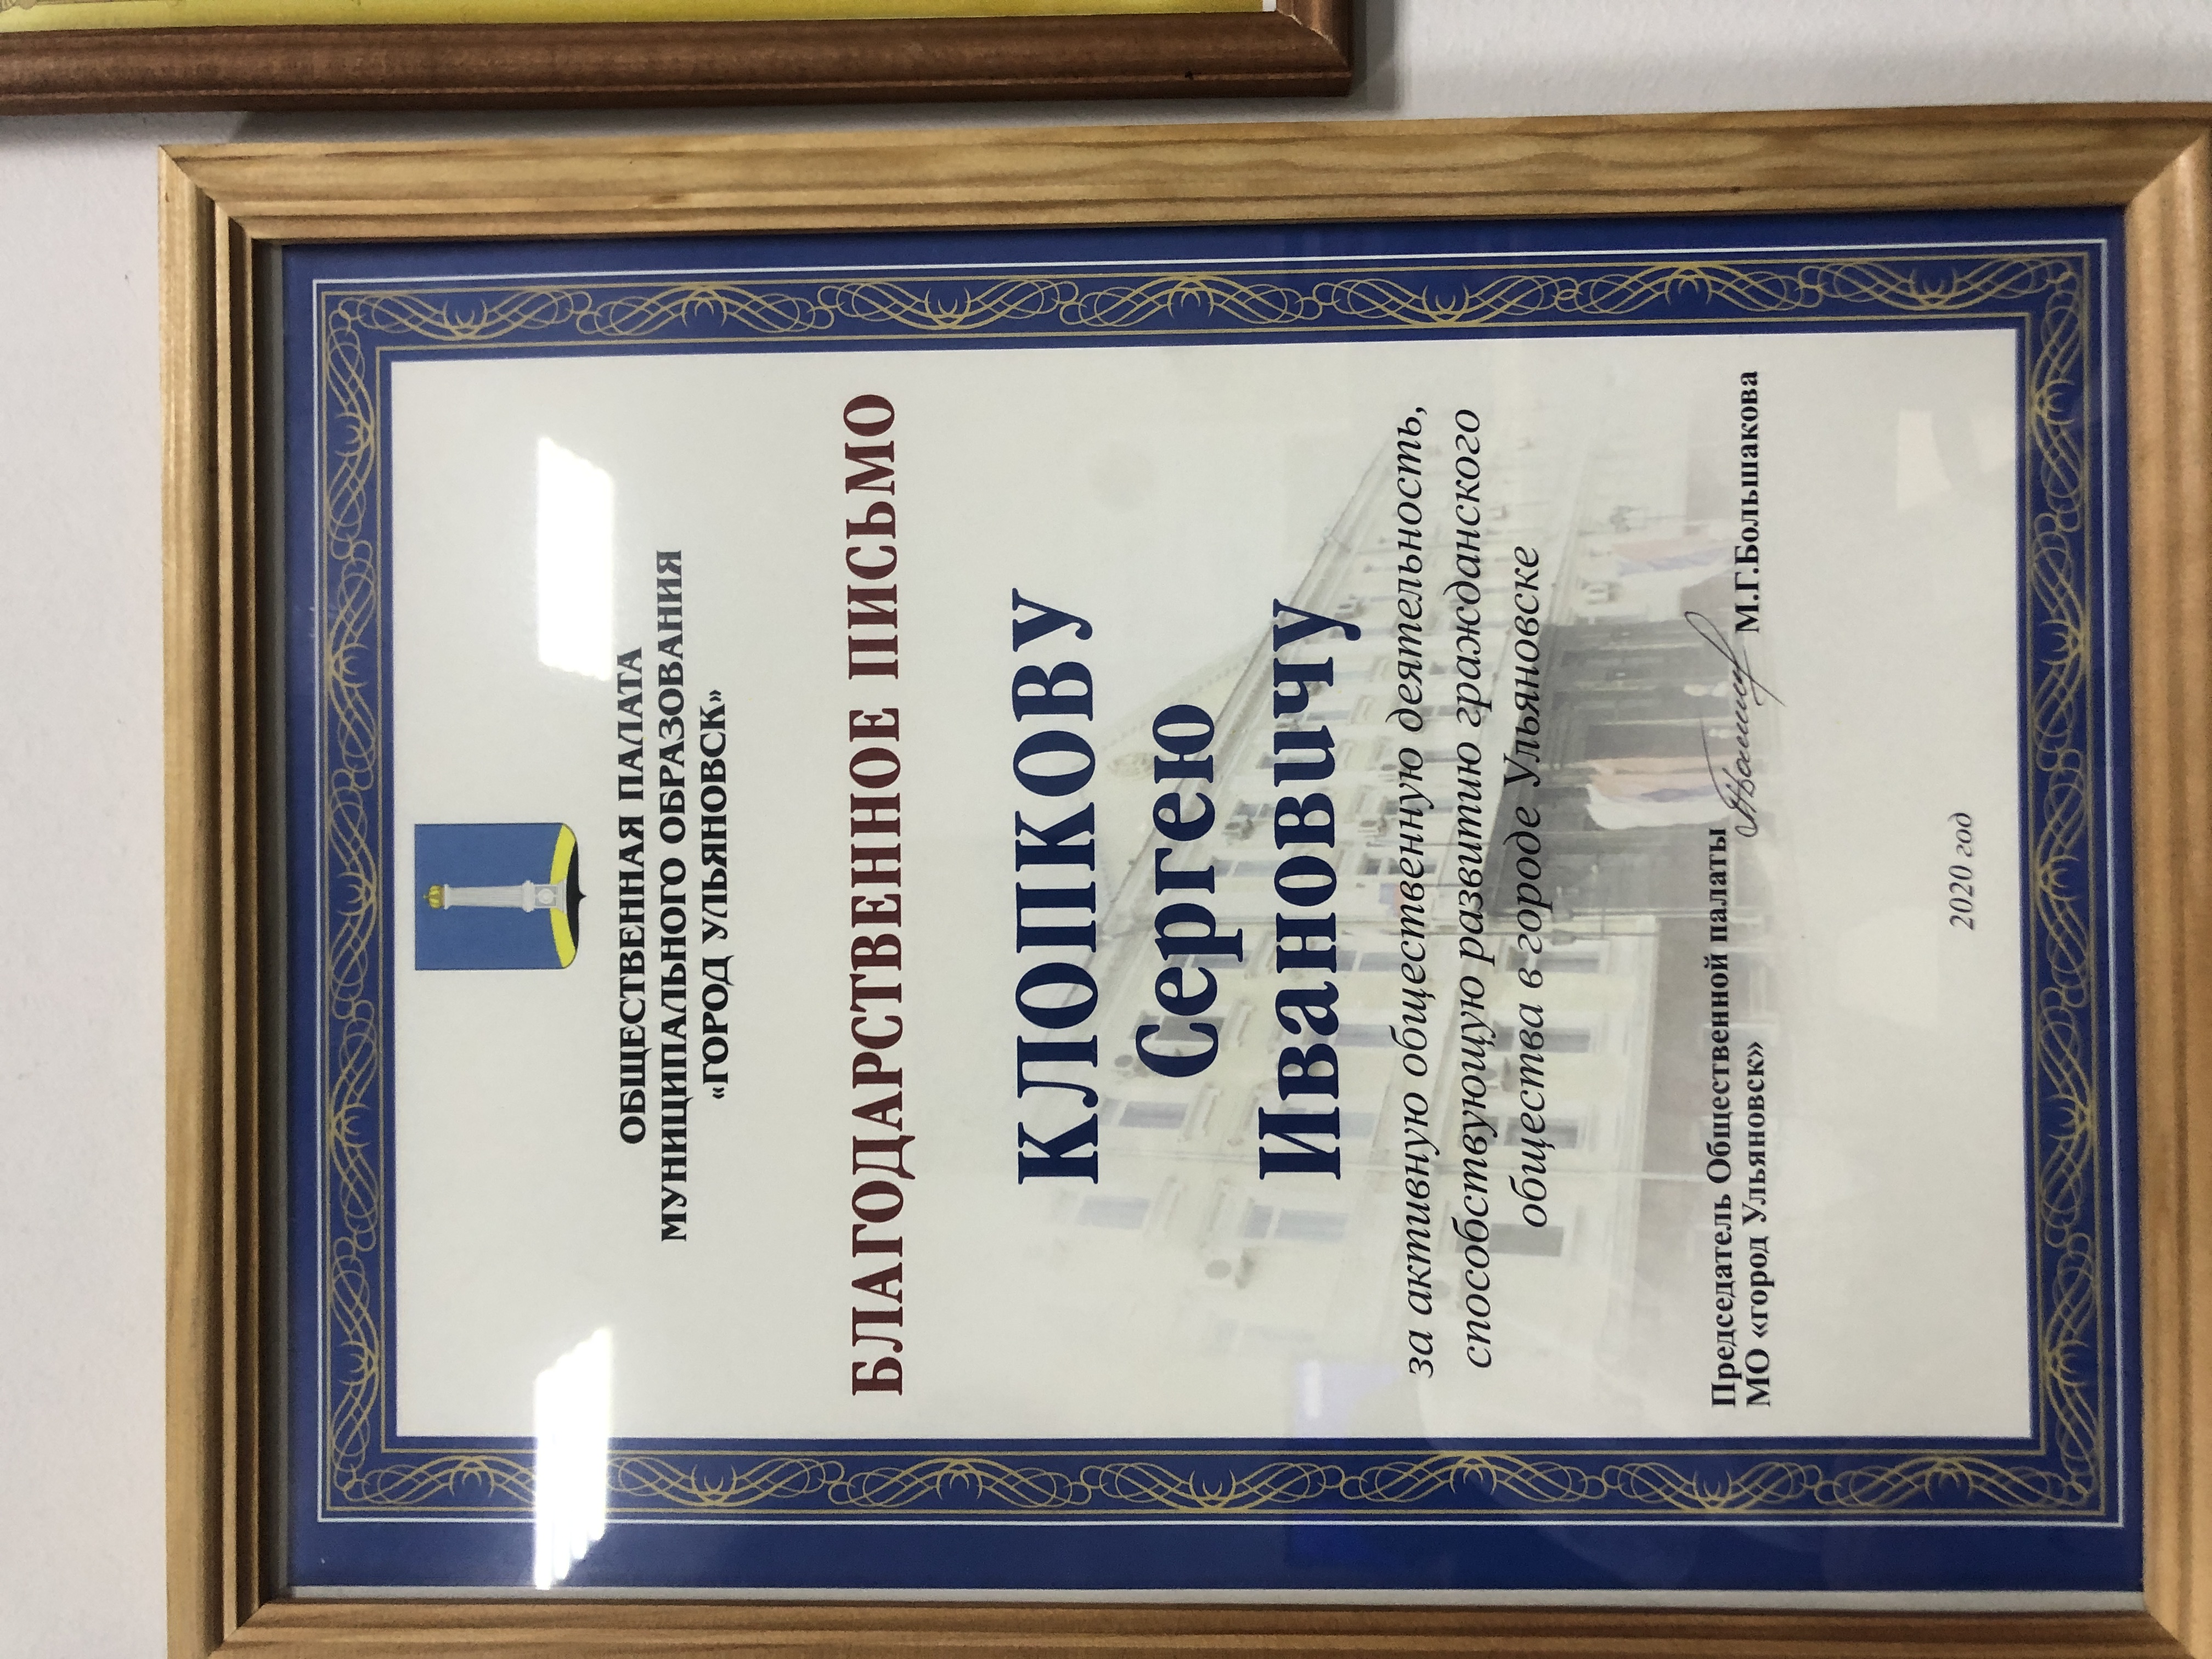 ОБЩЕСТВЕННАЯ ПАЛАТА
МУНИЦИПАЛЬНОГО ОБРАЗОВАНИЯ
«ГОРОД УЛЬЯНОВСК»
БЛАГОДАРСТВЕННОЕ ПИСЬМО
КЛОПКОВУ
Сергею
Ивановичу
за активную общественную деятельность,
способствующую развитию гражданского
общества в городе Ульяновске
Председатель Общественной палаты
МО «город Ульяновск»
М.Г.Большакова
2020 год